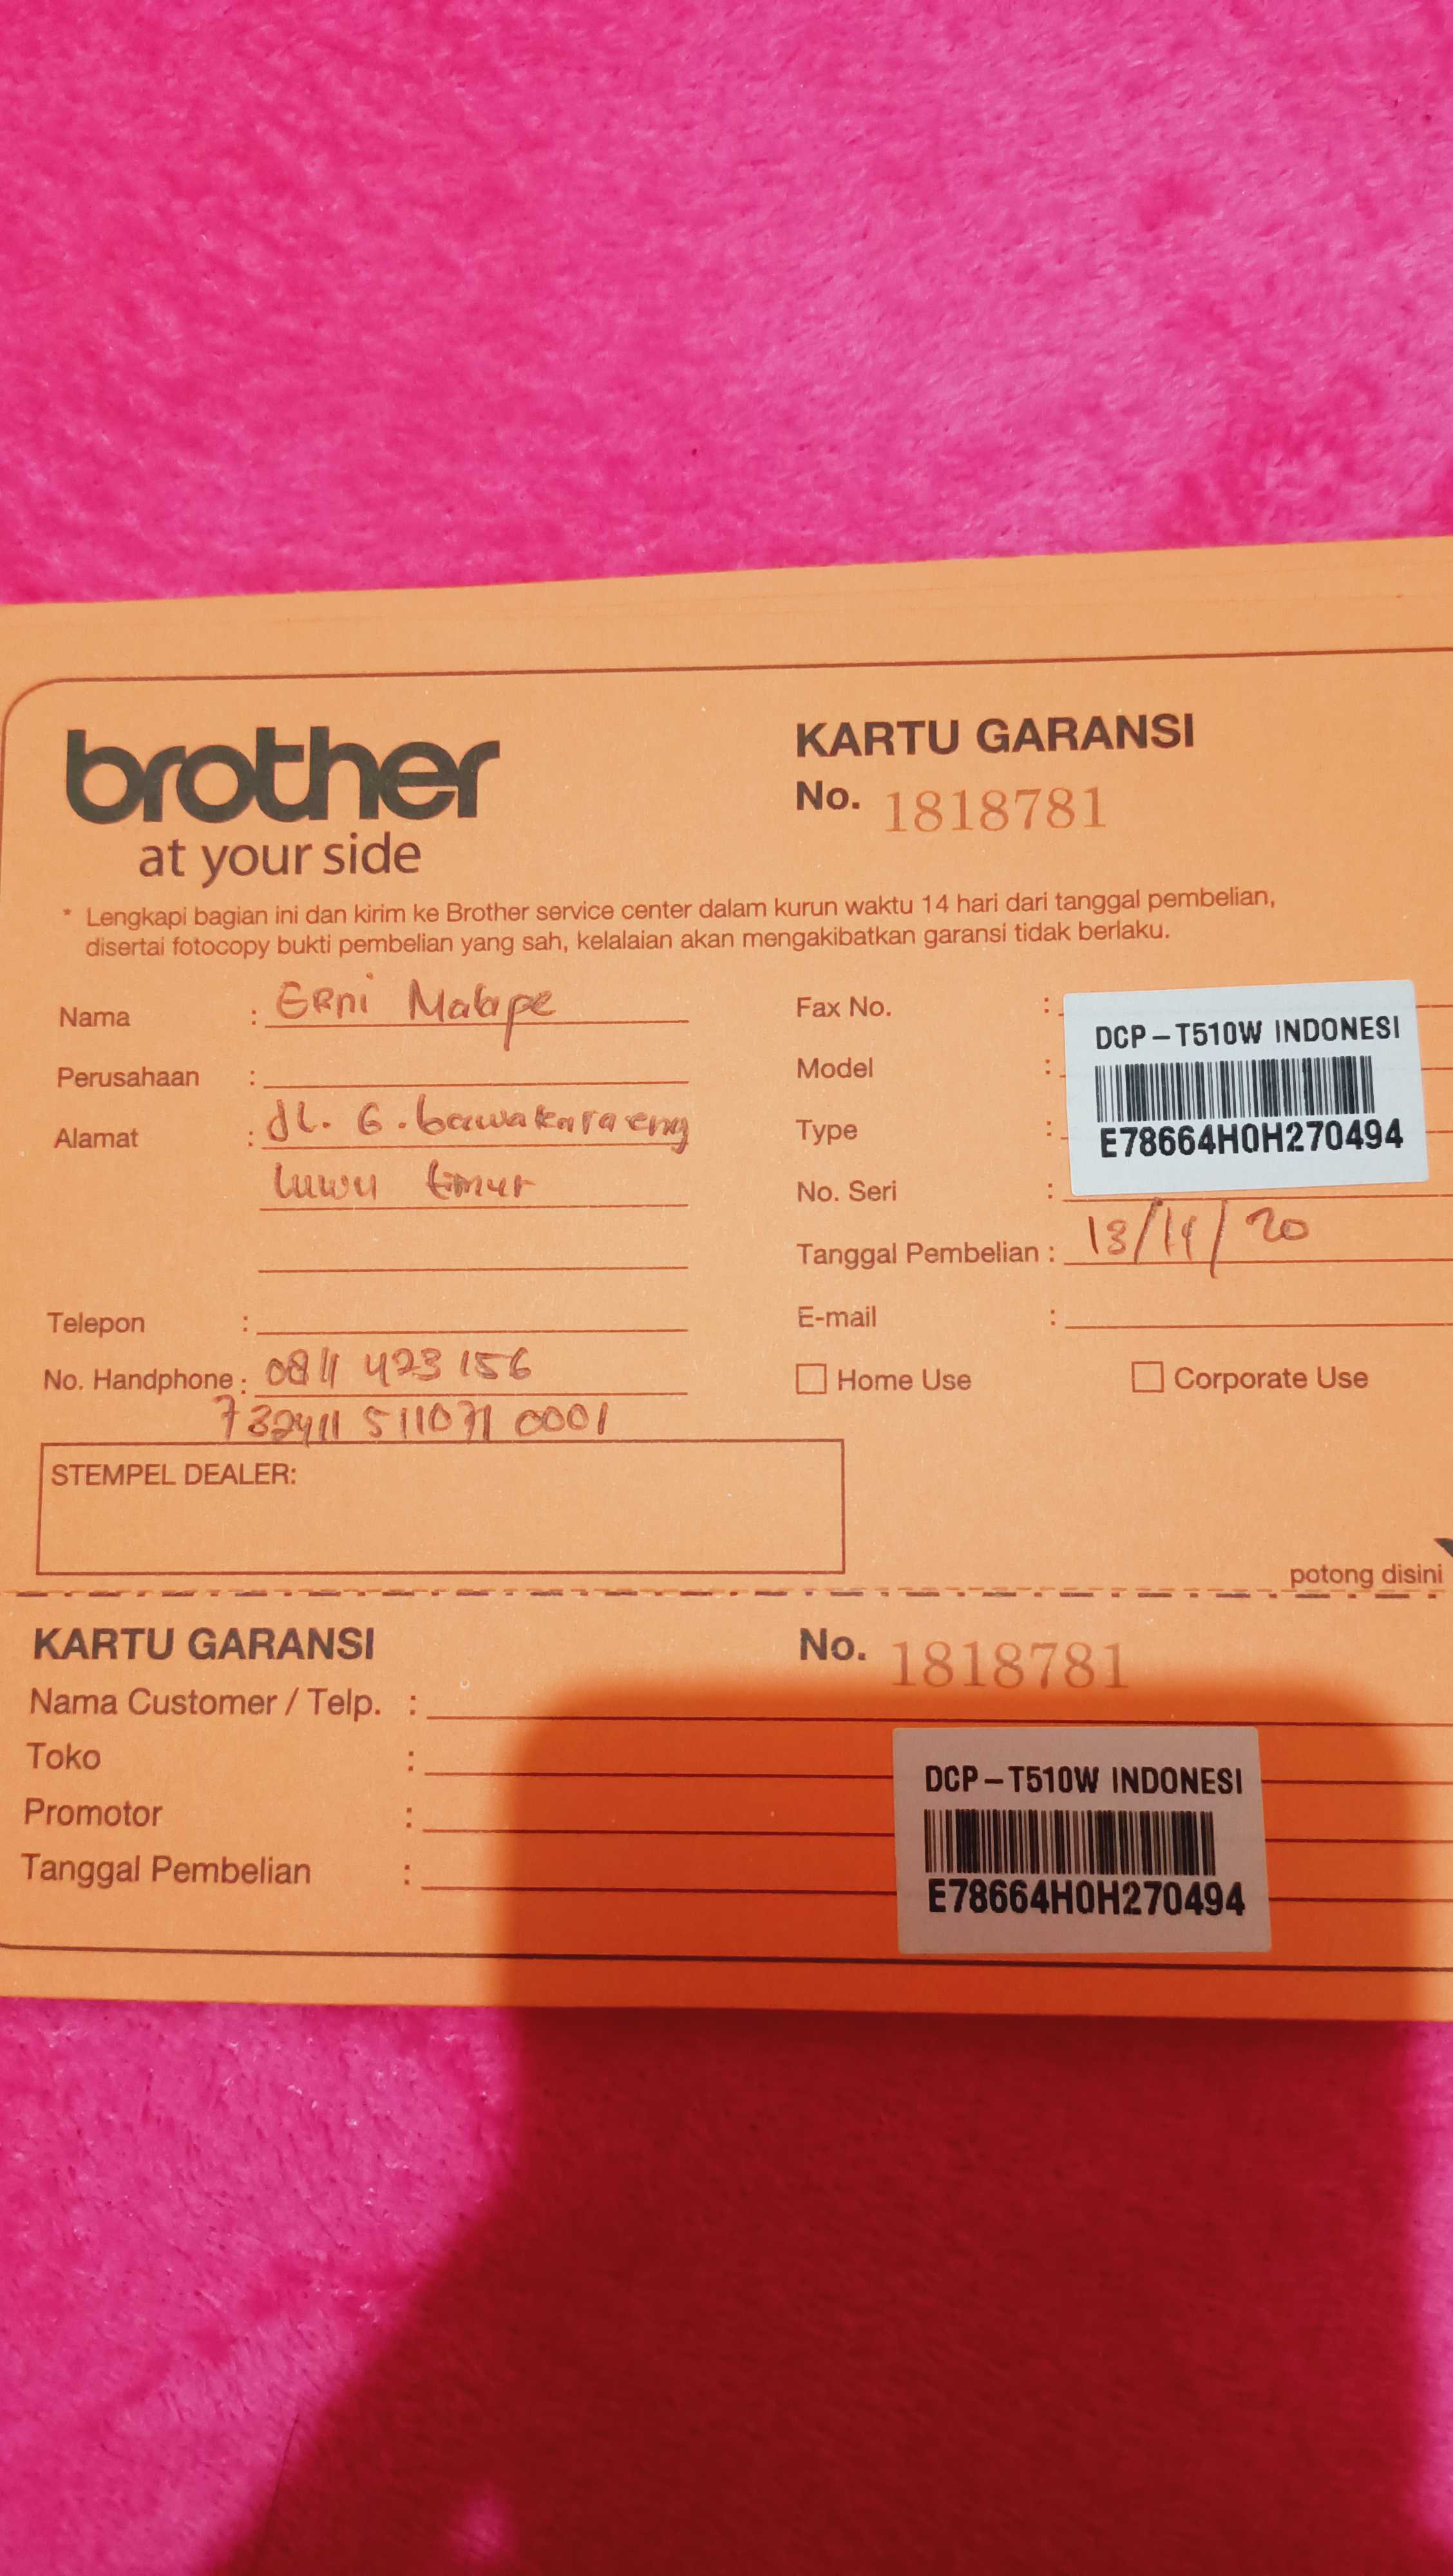 brother
at your side
KARTU GARANSI
No. 1818781
* Lengkapi bagian ini dan kirim ke Brother service center dalam kurun waktu 14 hari dari tanggal pembelian,
disertai fotocopy bukti pembelian yang sah, kelalaian akan mengakibatkan garansi tidak berlaku.
Nama : Erni
Perusahaan :
Alamat : JL. G. bawakaraeng
luwu timur
Telepon :
No. Handphone : 0811 423 156
732411 511071 0001
Fax No. :
Model :
Type :
No. Seri :
DCP-T510W INDONESI
E78664H0H270494
Tanggal Pembelian : 13/11/20
E-mail :
Home Use
Corporate Use
STEMPEL DEALER:
potong disini
KARTU GARANSI
No. 1818781
Nama Customer / Telp. :
Toko :
Promotor :
Tanggal Pembelian :
DCP-T510W INDONESI
E78664H0H270494